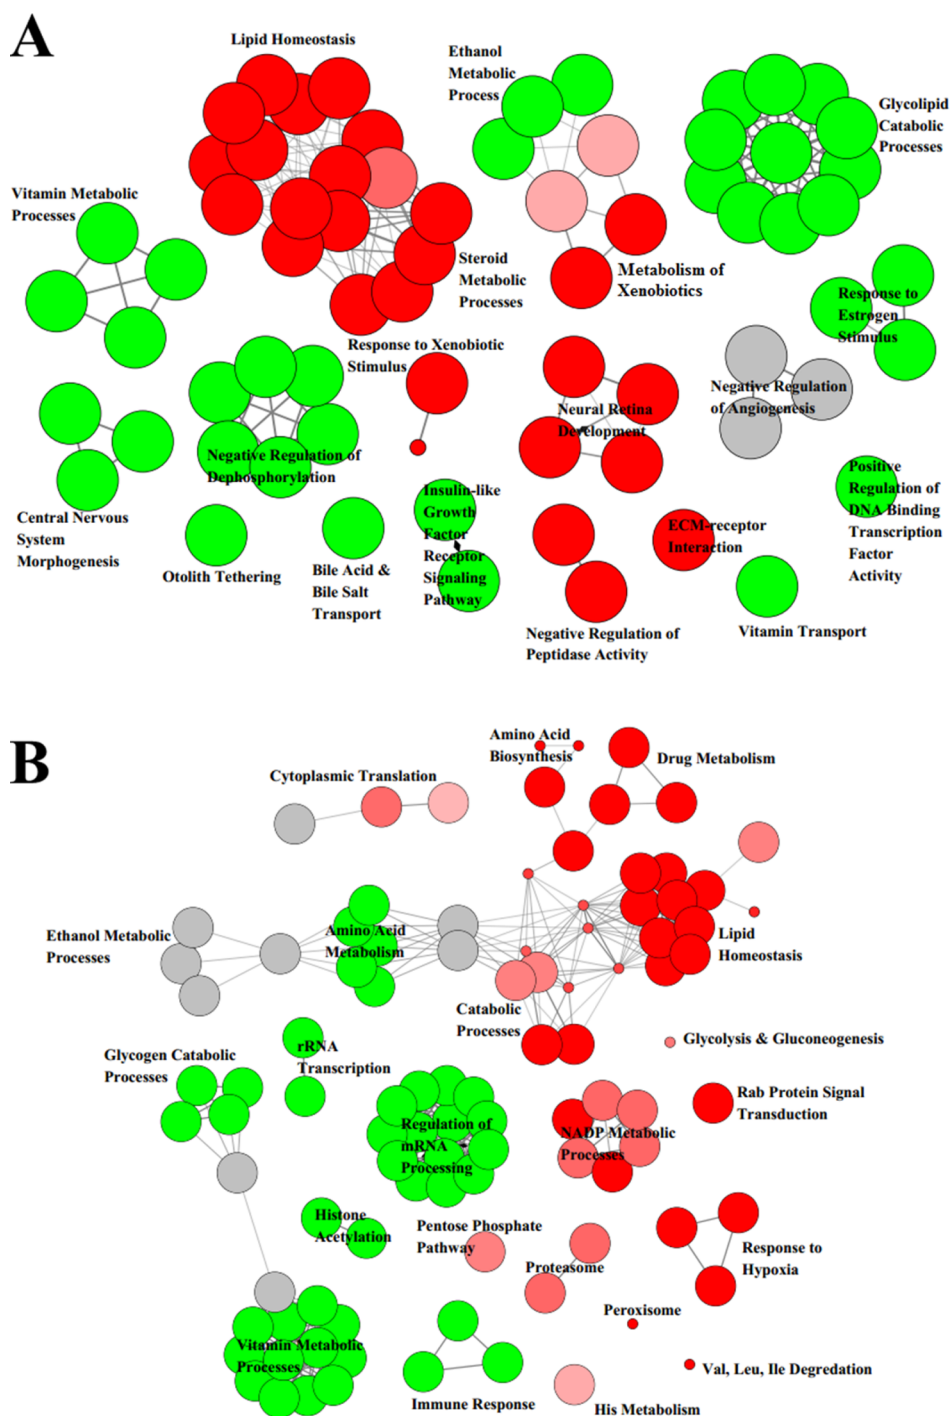 A
Lipid Homeostasis
Ethanol
Metabolic
Process
Glycolipid
Catabolic
Processes
Vitamin Metabolic
Processes
Steroid
Metabolic
Processes
Metabolism of
Xenobiotics
Response to
Estrogen
Stimulus
Response to Xenobiotic
Stimulus
Negative Regulation
of Angiogenesis
Neural Retina
Development
Negative Regulation of
Dephosphorylation
Positive
Regulation of
DNA Binding
Transcription
Factor
Activity
Insulin-like
Growth
Factor
Receptor
Signaling
Pathway
Central Nervous
System
Morphogenesis
ECM-receptor
Interaction
Otolith Tethering
Bile Acid &
Bile Salt
Transport
Negative Regulation of
Peptidase Activity
Vitamin Transport
B
Amino Acid
Biosynthesis
Drug Metabolism
Cytoplasmic Translation
Ethanol Metabolic
Processes
Amino Acid
Metabolism
Lipid
Homeostasis
Catabolic
Processes
Glycolysis & Gluconeogenesis
Glycogen Catabolic
Processes
rRNA
Transcription
Rab Protein Signal
Transduction
Regulation of
mRNA
Processing
NADP Metabolic
Processes
Histone
Acetylation
Pentose Phosphate
Pathway
Proteasome
Response to
Hypoxia
Peroxisome
Vitamin Metabolic
Processes
Val, Leu, Ile Degredation
Immune Response
His Metabolism